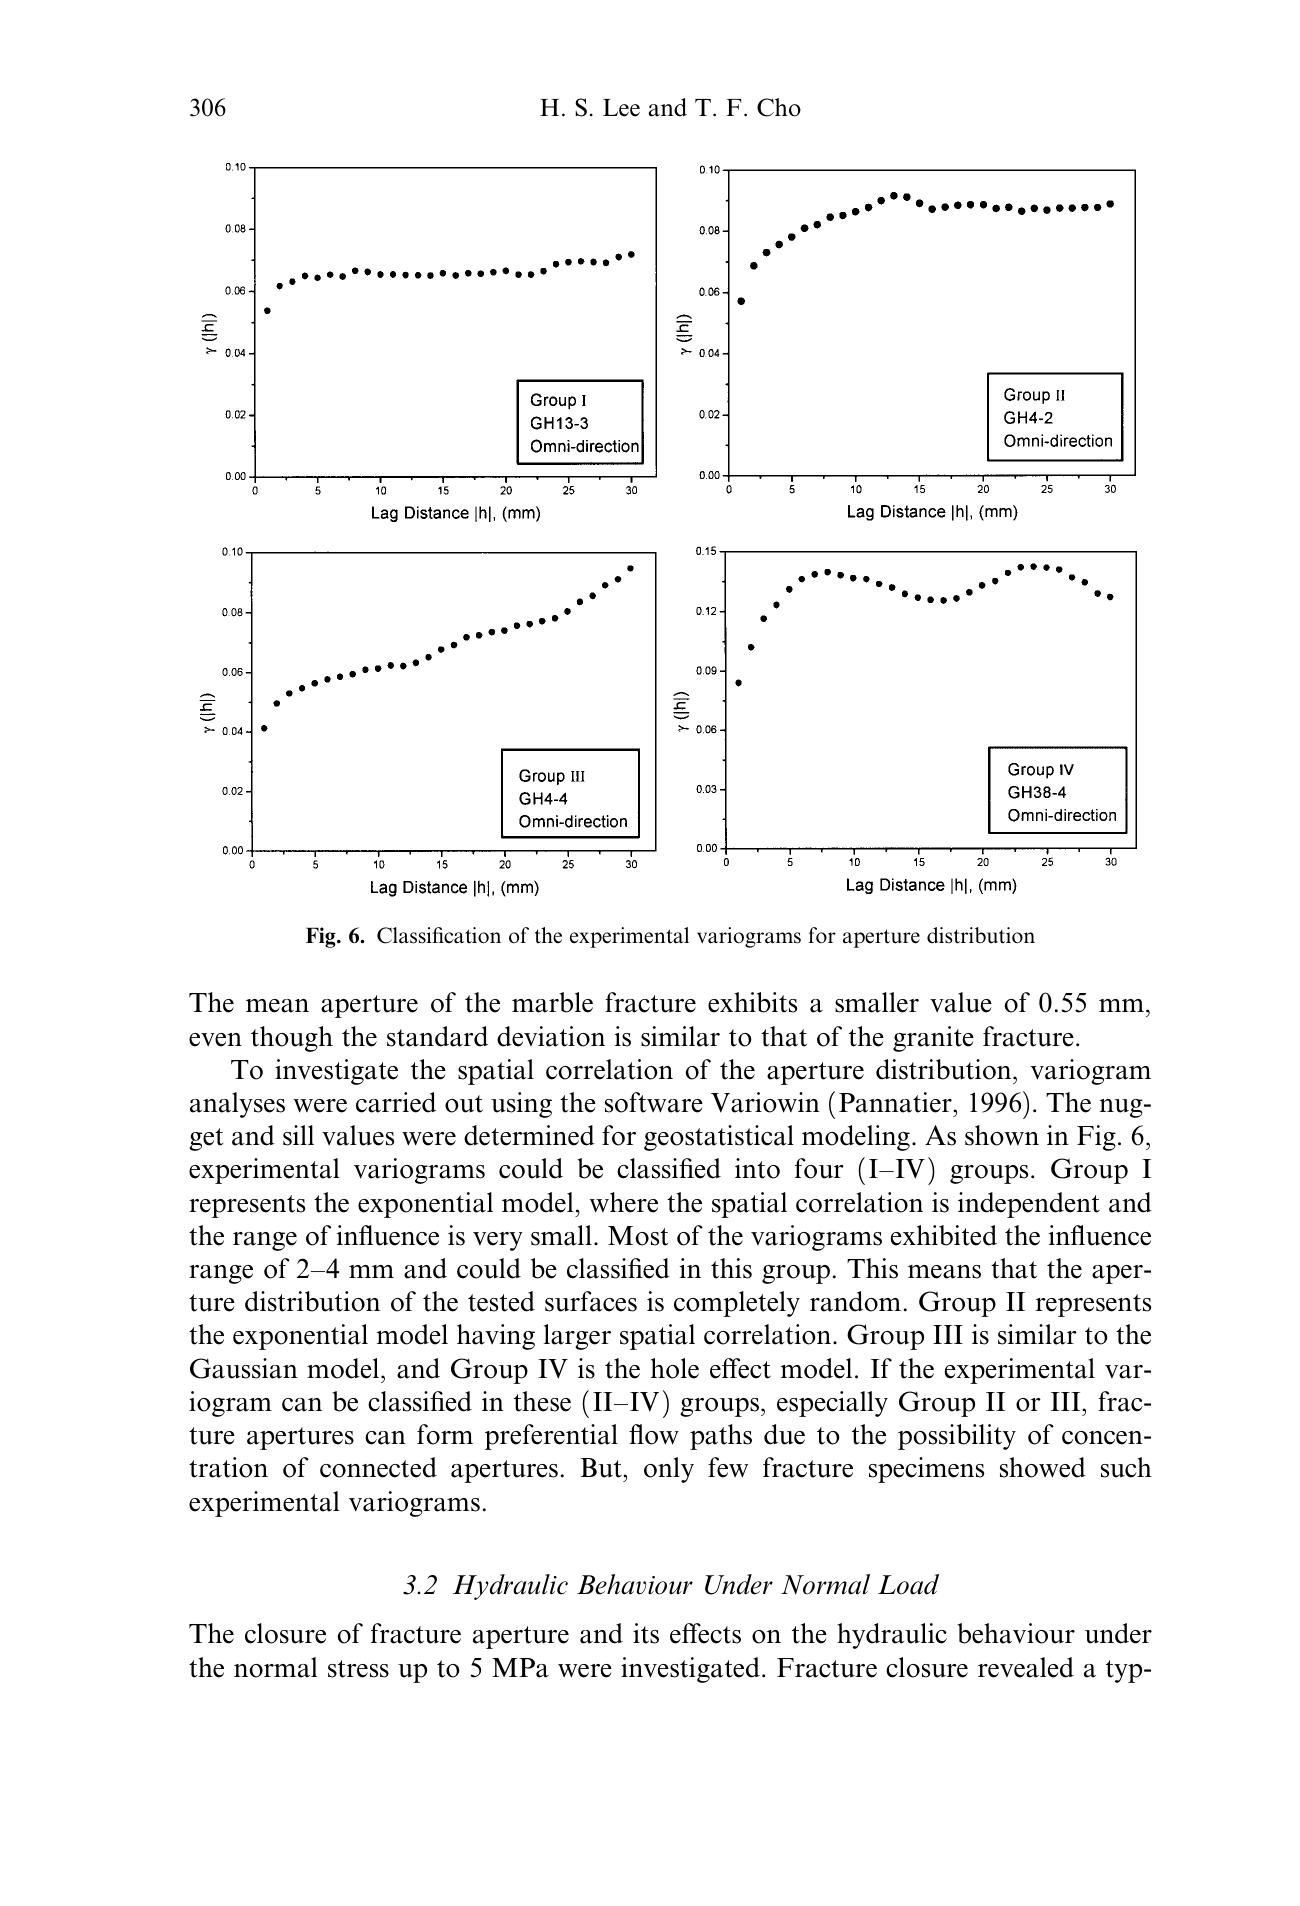 306
H. S. Lee and T. F. Cho
0.10
0.08
0.06
0.04
0.02
0.00
γ (|h|)
0 5 10 15 20 25 30
Lag Distance |h|, (mm)
Group I
GH13-3
Omni-direction
0.10
0.08
0.06
0.04
0.02
0.00
γ (|h|)
0 5 10 15 20 25 30
Lag Distance |h|, (mm)
Group II
GH4-2
Omni-direction
0.10
0.08
0.06
0.04
0.02
0.00
γ (|h|)
0 5 10 15 20 25 30
Lag Distance |h|, (mm)
Group III
GH4-4
Omni-direction
0.15
0.12
0.09
0.06
0.03
0.00
γ (|h|)
0 5 10 15 20 25 30
Lag Distance |h|, (mm)
Group IV
GH38-4
Omni-direction
Fig. 6. Classification of the experimental variograms for aperture distribution
The mean aperture of the marble fracture exhibits a smaller value of 0.55 mm,
even though the standard deviation is similar to that of the granite fracture.
To investigate the spatial correlation of the aperture distribution, variogram
analyses were carried out using the software Variowin (Pannatier, 1996). The nug-
get and sill values were determined for geostatistical modeling. As shown in Fig. 6,
experimental variograms could be classified into four (I–IV) groups. Group I
represents the exponential model, where the spatial correlation is independent and
the range of influence is very small. Most of the variograms exhibited the influence
range of 2–4 mm and could be classified in this group. This means that the aper-
ture distribution of the tested surfaces is completely random. Group II represents
the exponential model having larger spatial correlation. Group III is similar to the
Gaussian model, and Group IV is the hole effect model. If the experimental var-
iogram can be classified in these (II–IV) groups, especially Group II or III, frac-
ture apertures can form preferential flow paths due to the possibility of concen-
tration of connected apertures. But, only few fracture specimens showed such
experimental variograms.
3.2 Hydraulic Behaviour Under Normal Load
The closure of fracture aperture and its effects on the hydraulic behaviour under
the normal stress up to 5 MPa were investigated. Fracture closure revealed a typ-